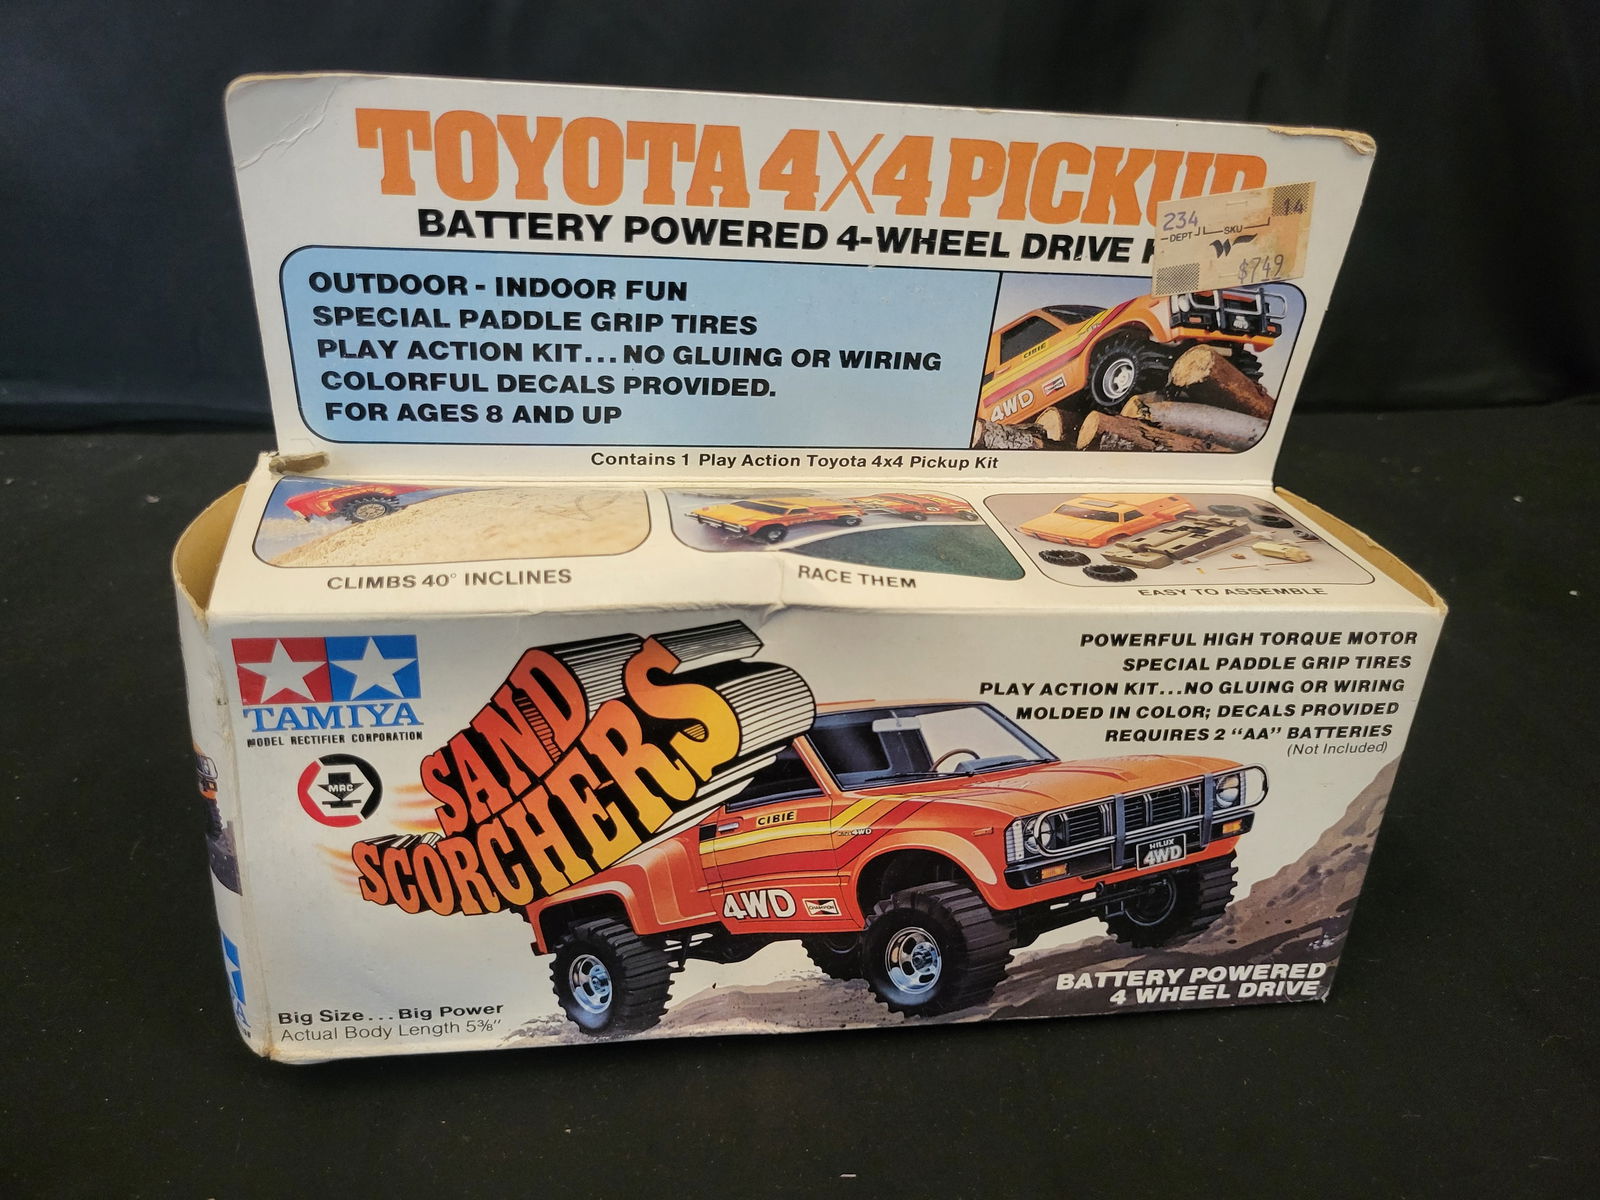 TOYOTA 4X4 PICKUP
BATTERY POWERED 4-WHEEL DRIVE
234
14
DEPT
SKU
$749
OUTDOOR - INDOOR FUN
SPECIAL PADDLE GRIP TIRES
PLAY ACTION KIT...NO GLUING OR WIRING
COLORFUL DECALS PROVIDED.
FOR AGES 8 AND UP
CIBIE
4WD
Contains 1 Play Action Toyota 4x4 Pickup Kit
CLIMBS 40° INCLINES
RACE THEM
EASY TO ASSEMBLE
TAMIYA
MODEL RECTIFIER CORPORATION
MRC
SAND
SCORCHERS
POWERFUL HIGH TORQUE MOTOR
SPECIAL PADDLE GRIP TIRES
PLAY ACTION KIT...NO GLUING OR WIRING
MOLDED IN COLOR; DECALS PROVIDED
REQUIRES 2 "AA" BATTERIES
(Not Included)
CIBIE
4WD
HILUX
4WD
4WD
CHAMPION
BATTERY POWERED
4 WHEEL DRIVE
Big Size...Big Power
Actual Body Length 5⅜"